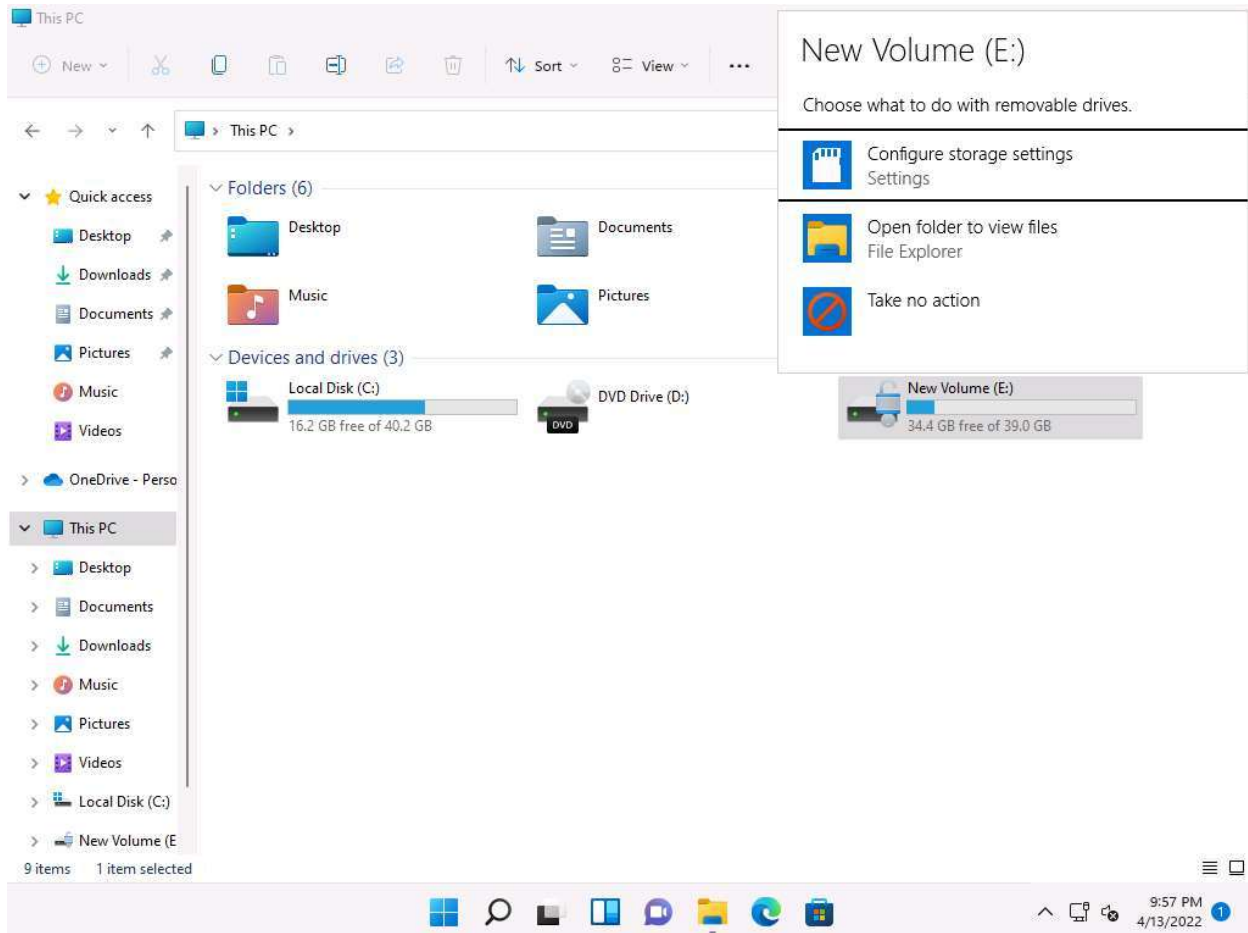 This PC
New
Sort
View
This PC
Quick access
Desktop
Downloads
Documents
Pictures
Music
Videos
OneDrive - Perso
This PC
Desktop
Documents
Downloads
Music
Pictures
Videos
Local Disk (C:)
New Volume (E
Folders (6)
Desktop
Documents
Music
Pictures
Devices and drives (3)
Local Disk (C:)
16.2 GB free of 40.2 GB
DVD Drive (D:)
DVD
New Volume (E:)
34.4 GB free of 39.0 GB
New Volume (E:)
Choose what to do with removable drives.
Configure storage settings
Settings
Open folder to view files
File Explorer
Take no action
9 items 1 item selected
9:57 PM
4/13/2022
1